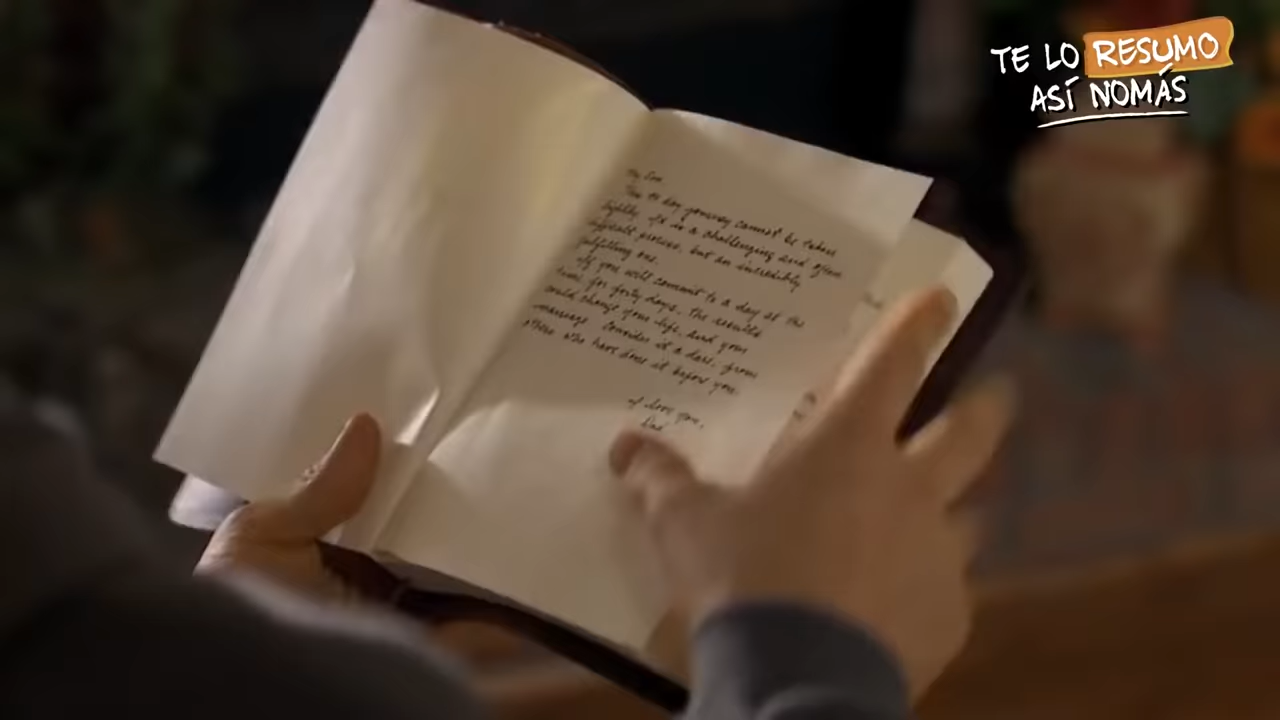 TE LO RESUMO
ASÍ NOMÁS
day journey cannot be taken
lightly. It is a challenging and often
difficult process, but an incredibly
fulfilling one.
If you will commit to a day at the
time, for forty days, the results
could change your life, and your
marriage. Consider it a dare, from
others who have done it before you.
I love you,
Dad